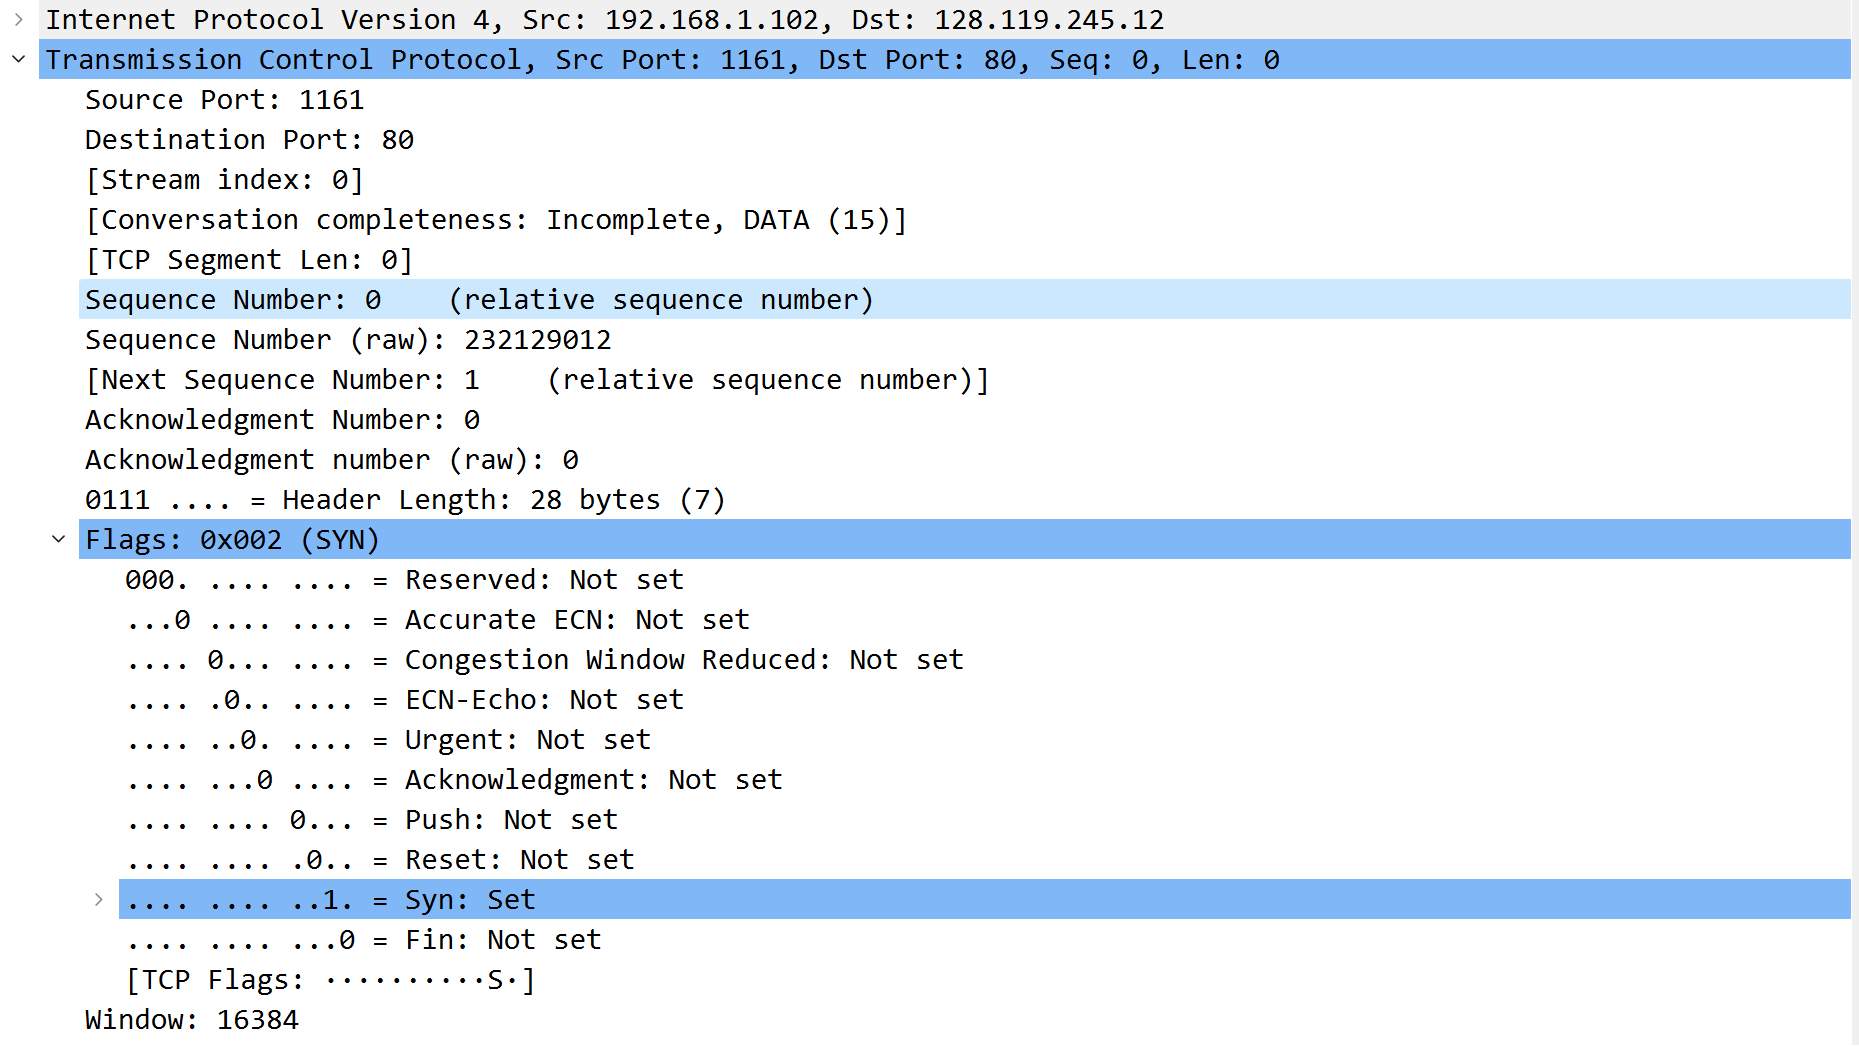 Internet Protocol Version 4, Src: 192.168.1.102, Dst: 128.119.245.12
Transmission Control Protocol, Src Port: 1161, Dst Port: 80, Seq: 0, Len: 0
Source Port: 1161
Destination Port: 80
[Stream index: 0]
[Conversation completeness: Incomplete, DATA (15)]
[TCP Segment Len: 0]
Sequence Number: 0    (relative sequence number)
Sequence Number (raw): 232129012
[Next Sequence Number: 1    (relative sequence number)]
Acknowledgment Number: 0
Acknowledgment number (raw): 0
0111 .... = Header Length: 28 bytes (7)
Flags: 0x002 (SYN)
000. .... .... = Reserved: Not set
...0 .... .... = Accurate ECN: Not set
.... 0... .... = Congestion Window Reduced: Not set
.... .0.. .... = ECN-Echo: Not set
.... ..0. .... = Urgent: Not set
.... ...0 .... = Acknowledgment: Not set
.... .... 0... = Push: Not set
.... .... .0.. = Reset: Not set
.... .... ..1. = Syn: Set
.... .... ...0 = Fin: Not set
[TCP Flags: ··········S·]
Window: 16384